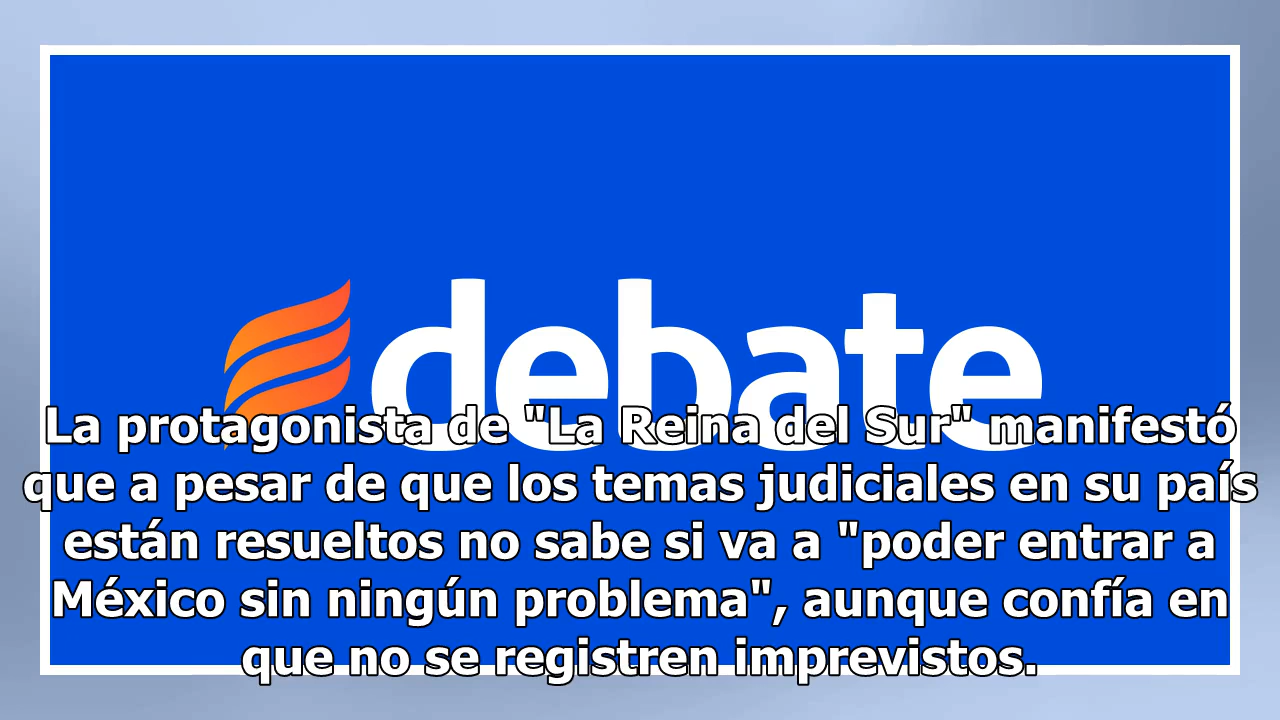 debate
La protagonista de "La Reina del Sur" manifestó
que a pesar de que los temas judiciales en su país
están resueltos no sabe si va a "poder entrar a
México sin ningún problema", aunque confía en
que no se registren imprevistos.